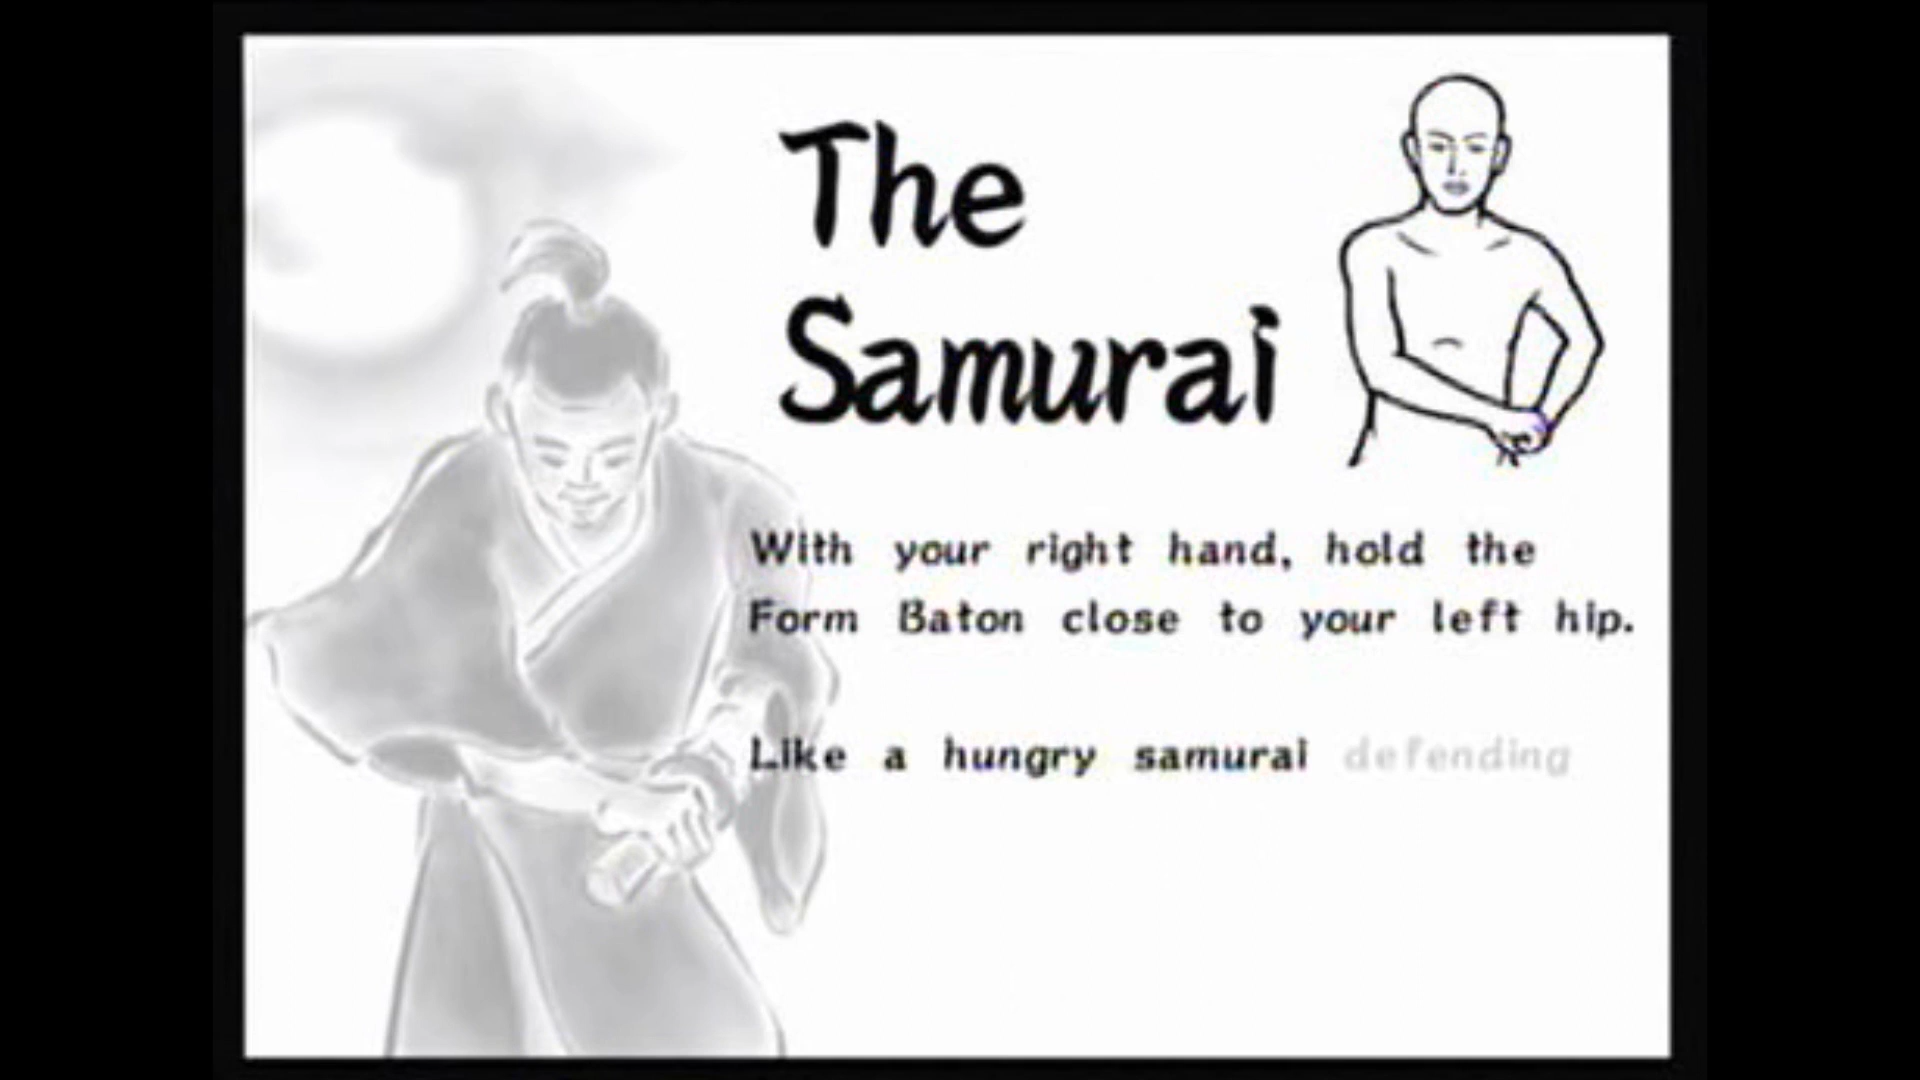 The
Samurai
With your right hand, hold the
Form Baton close to your left hip.
Like a hungry samurai defending